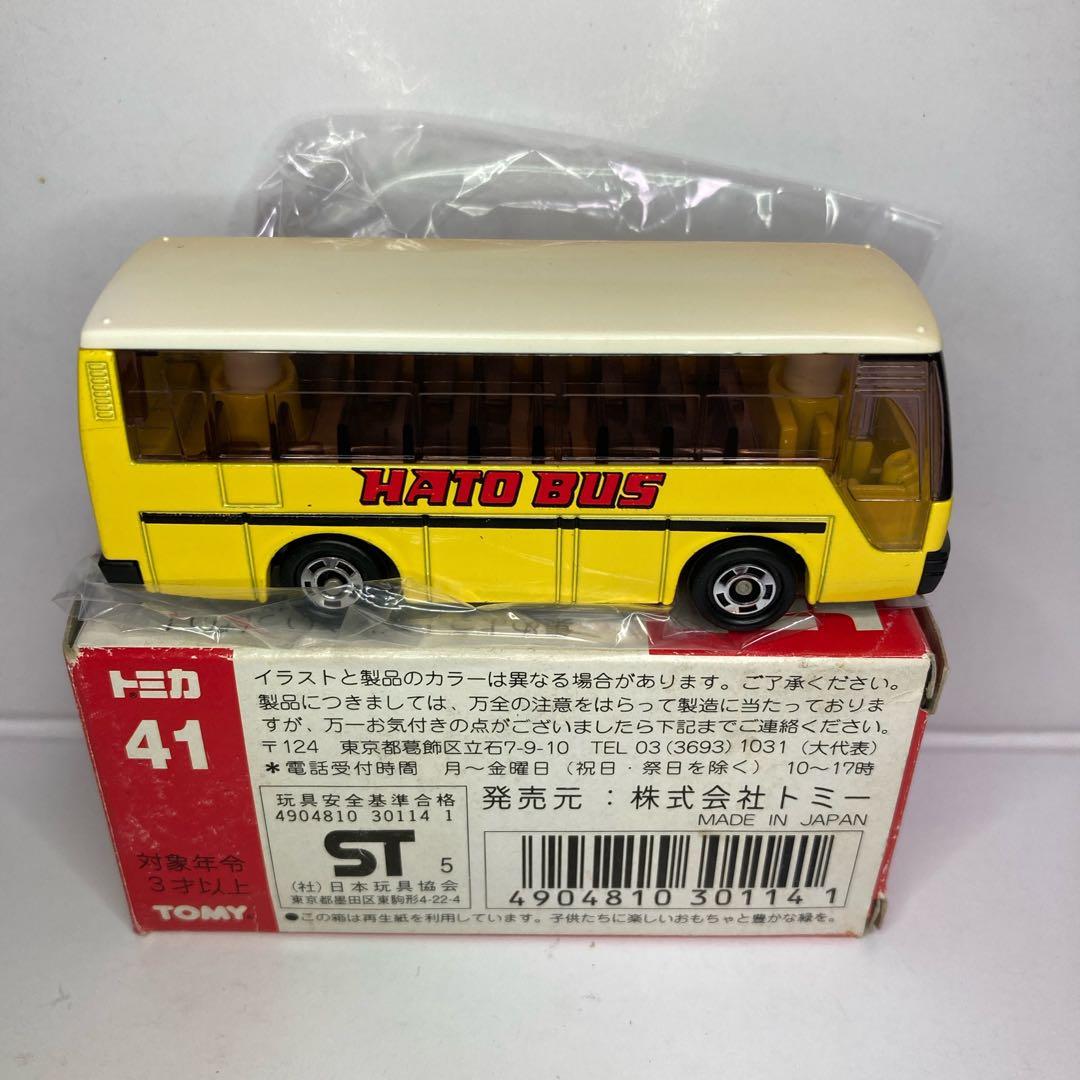 HATO BUS
トミカ
41
対象年令
3才以上
TOMY
イラストと製品のカラーは異なる場合があります。ご了承ください。
製品につきましては、万全の注意をはらって製造に当たっておりま
すが、万一お気付きの点がございましたら下記までご連絡ください。
〒124 東京都葛飾区立石7-9-10 TEL 03(3693)1031(大代表)
*電話受付時間 月~金曜日(祝日・祭日を除く) 10~17時
玩具安全基準合格
4904810 30114 1
ST 5
(社)日本玩具協会
東京都墨田区東駒形4-22-4
発売元:株式会社トミー
MADE IN JAPAN
4904810 301141
●この箱は再生紙を利用しています。子供たちに楽しいおもちゃと豊かな緑を。